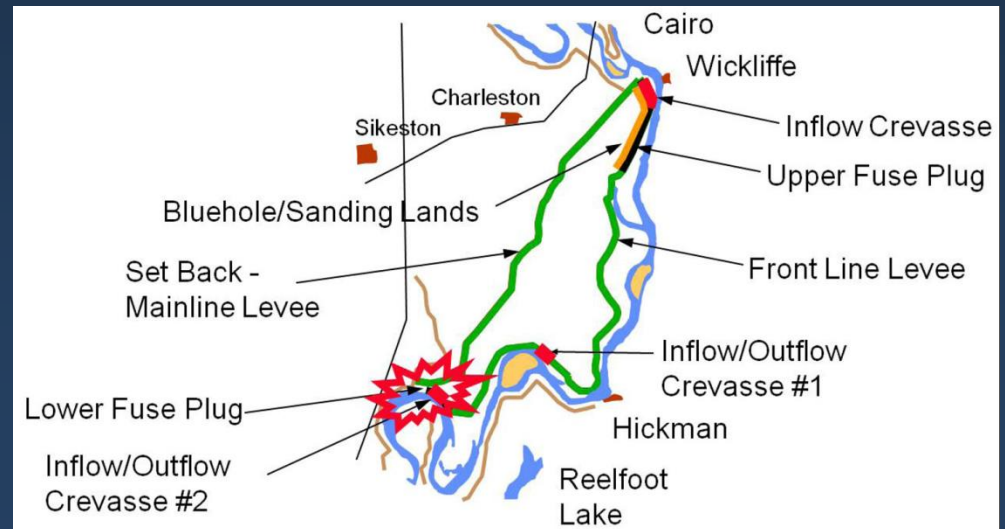 Cairo
Wickliffe
Charleston
Sikeston
Inflow Crevasse
Upper Fuse Plug
Bluehole/Sanding Lands
Set Back -
Mainline Levee
Front Line Levee
Inflow/Outflow
Crevasse #1
Lower Fuse Plug
Hickman
Inflow/Outflow
Crevasse #2
Reelfoot
Lake